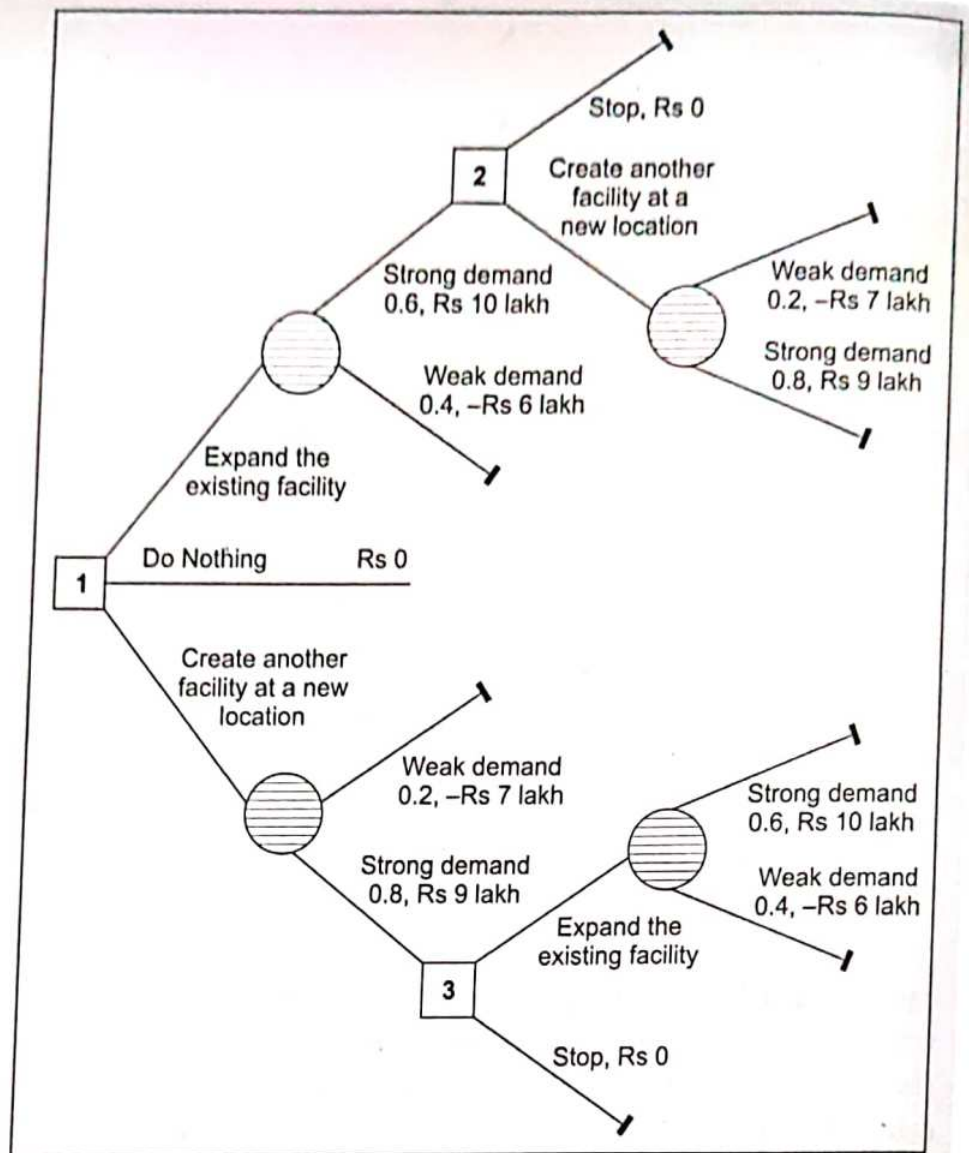 Stop, Rs 0
2
Create another
facility at a
new location
Weak demand
0.2, –Rs 7 lakh
Strong demand
0.6, Rs 10 lakh
Strong demand
0.8, Rs 9 lakh
Weak demand
0.4, –Rs 6 lakh
Expand the
existing facility
1
Do Nothing
Rs 0
Create another
facility at a new
location
Weak demand
0.2, –Rs 7 lakh
Strong demand
0.6, Rs 10 lakh
Strong demand
0.8, Rs 9 lakh
Weak demand
0.4, –Rs 6 lakh
Expand the
existing facility
3
Stop, Rs 0